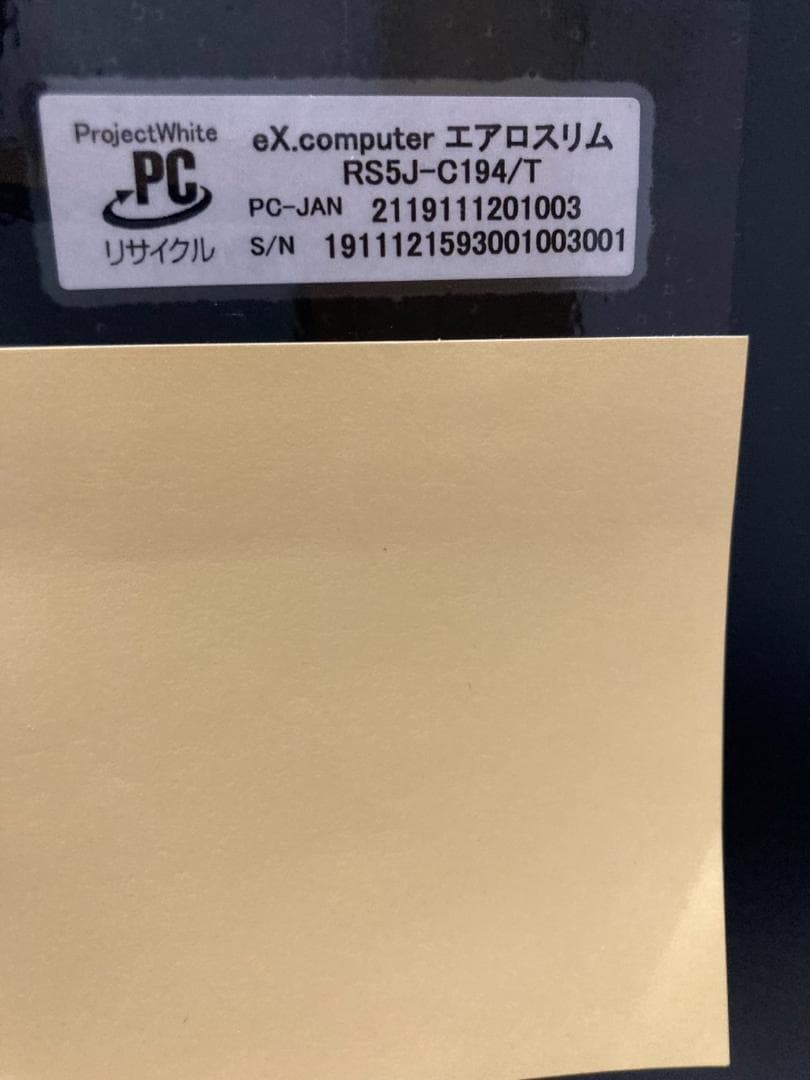 ProjectWhite
PC
リサイクル
eX.computer エアロスリム
RS5J-C194/T
PC-JAN 2119111201003
S/N 1911121593001003001